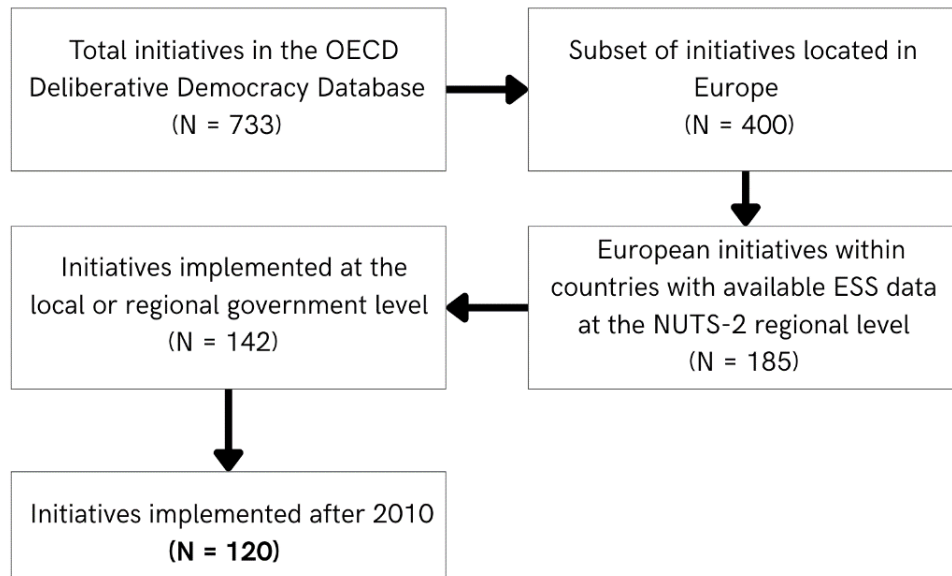 Total initiatives in the OECD
Deliberative Democracy Database
(N = 733)
Subset of initiatives located in
Europe
(N = 400)
European initiatives within
countries with available ESS data
at the NUTS-2 regional level
(N = 185)
Initiatives implemented at the
local or regional government level
(N = 142)
Initiatives implemented after 2010
(N = 120)